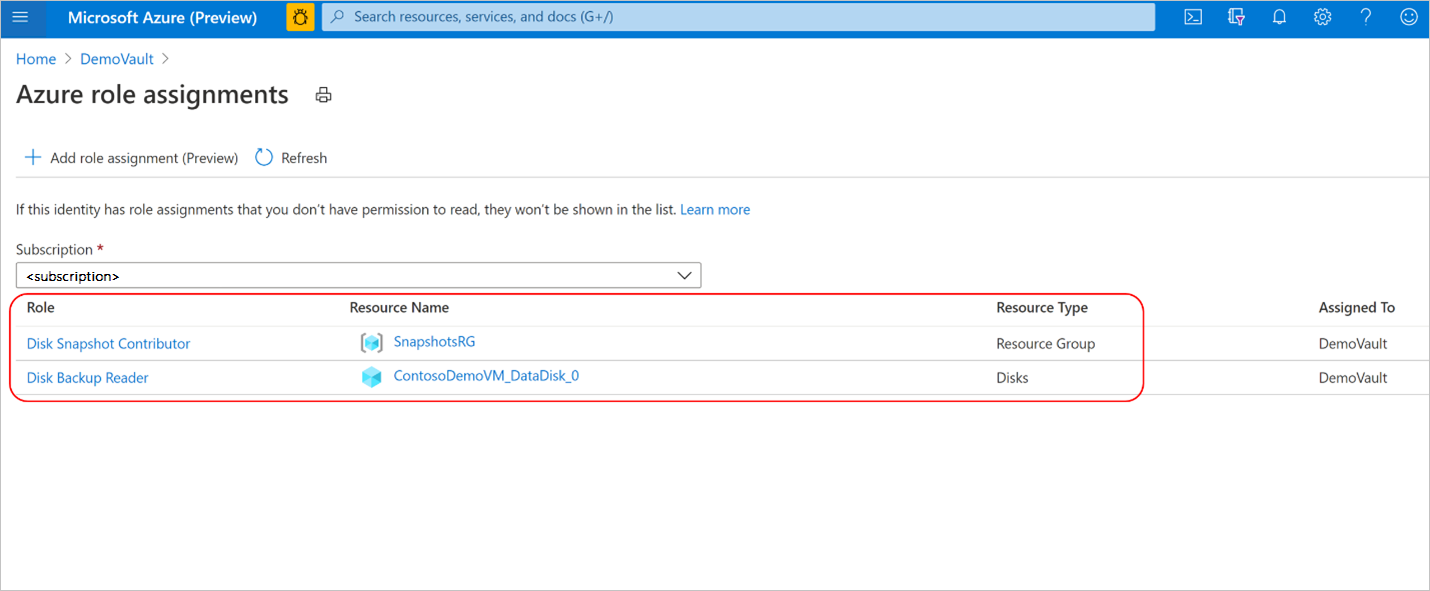 Microsoft Azure (Preview) Search resources, services, and docs (G+/)
Home > DemoVault >
Azure role assignments
Add role assignment (Preview) Refresh
If this identity has role assignments that you don't have permission to read, they won't be shown in the list. Learn more
Subscription *
<subscription>
Role Resource Name Resource Type Assigned To
Disk Snapshot Contributor SnapshotsRG Resource Group DemoVault
Disk Backup Reader ContosoDemoVM_DataDisk_0 Disks DemoVault